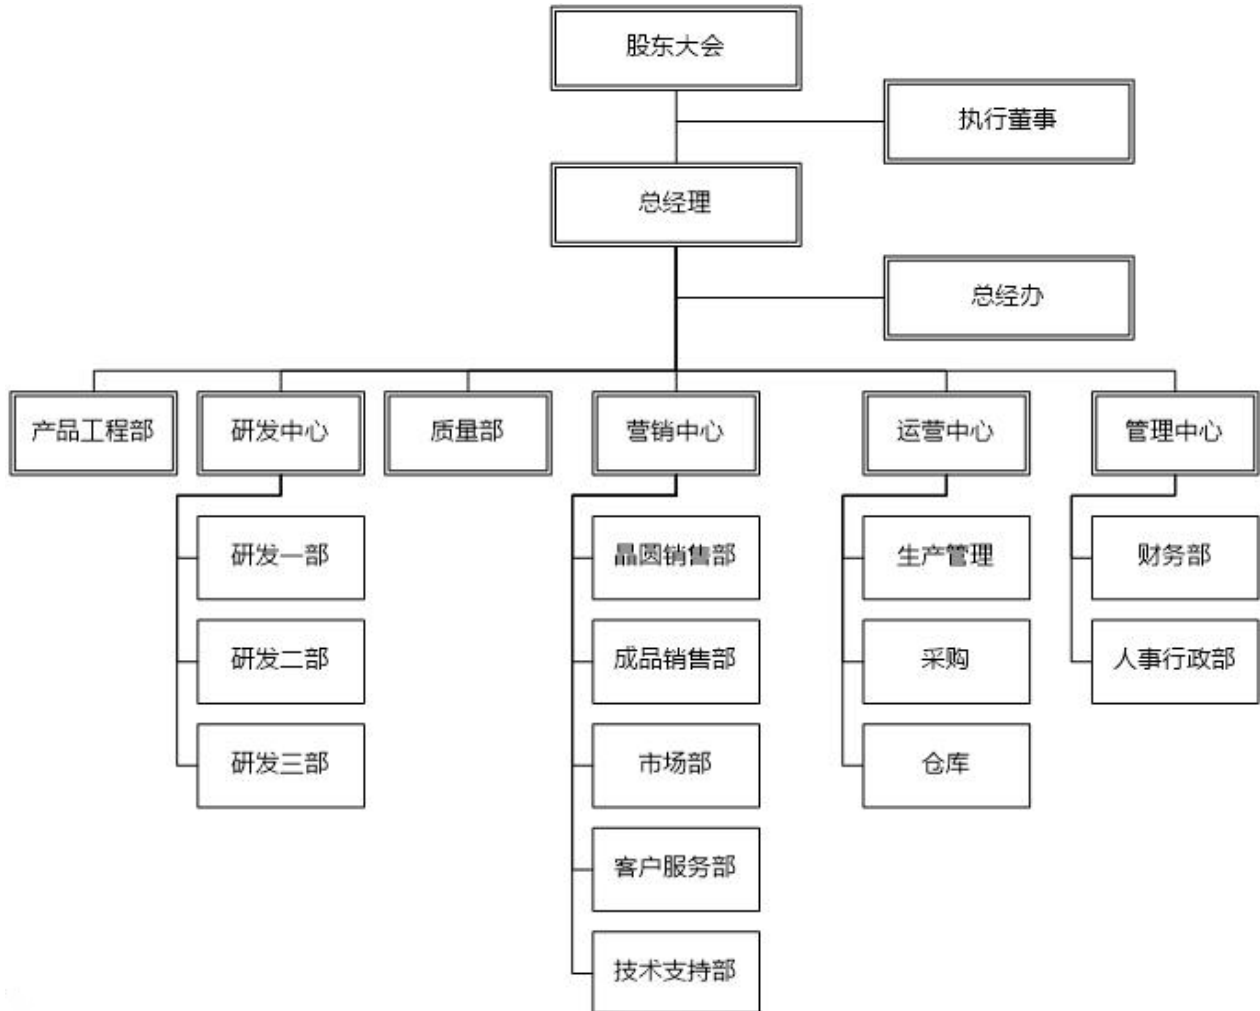 股东大会
执行董事
总经理
总经办
产品工程部
研发中心
质量部
营销中心
运营中心
管理中心
研发一部
晶圆销售部
生产管理
财务部
研发二部
成品销售部
采购
人事行政部
研发三部
市场部
仓库
客户服务部
技术支持部